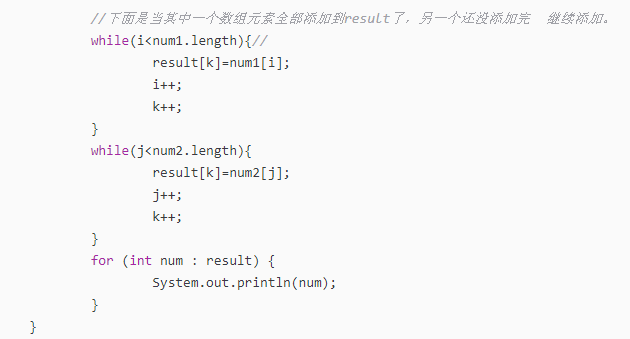 //下面是当其中一个数组元素全部添加到result了，另一个还没添加完  继续添加。
while(i<num1.length){//
result[k]=num1[i];
i++;
k++;
}
while(j<num2.length){
result[k]=num2[j];
j++;
k++;
}
for (int num : result) {
System.out.println(num);
}
}